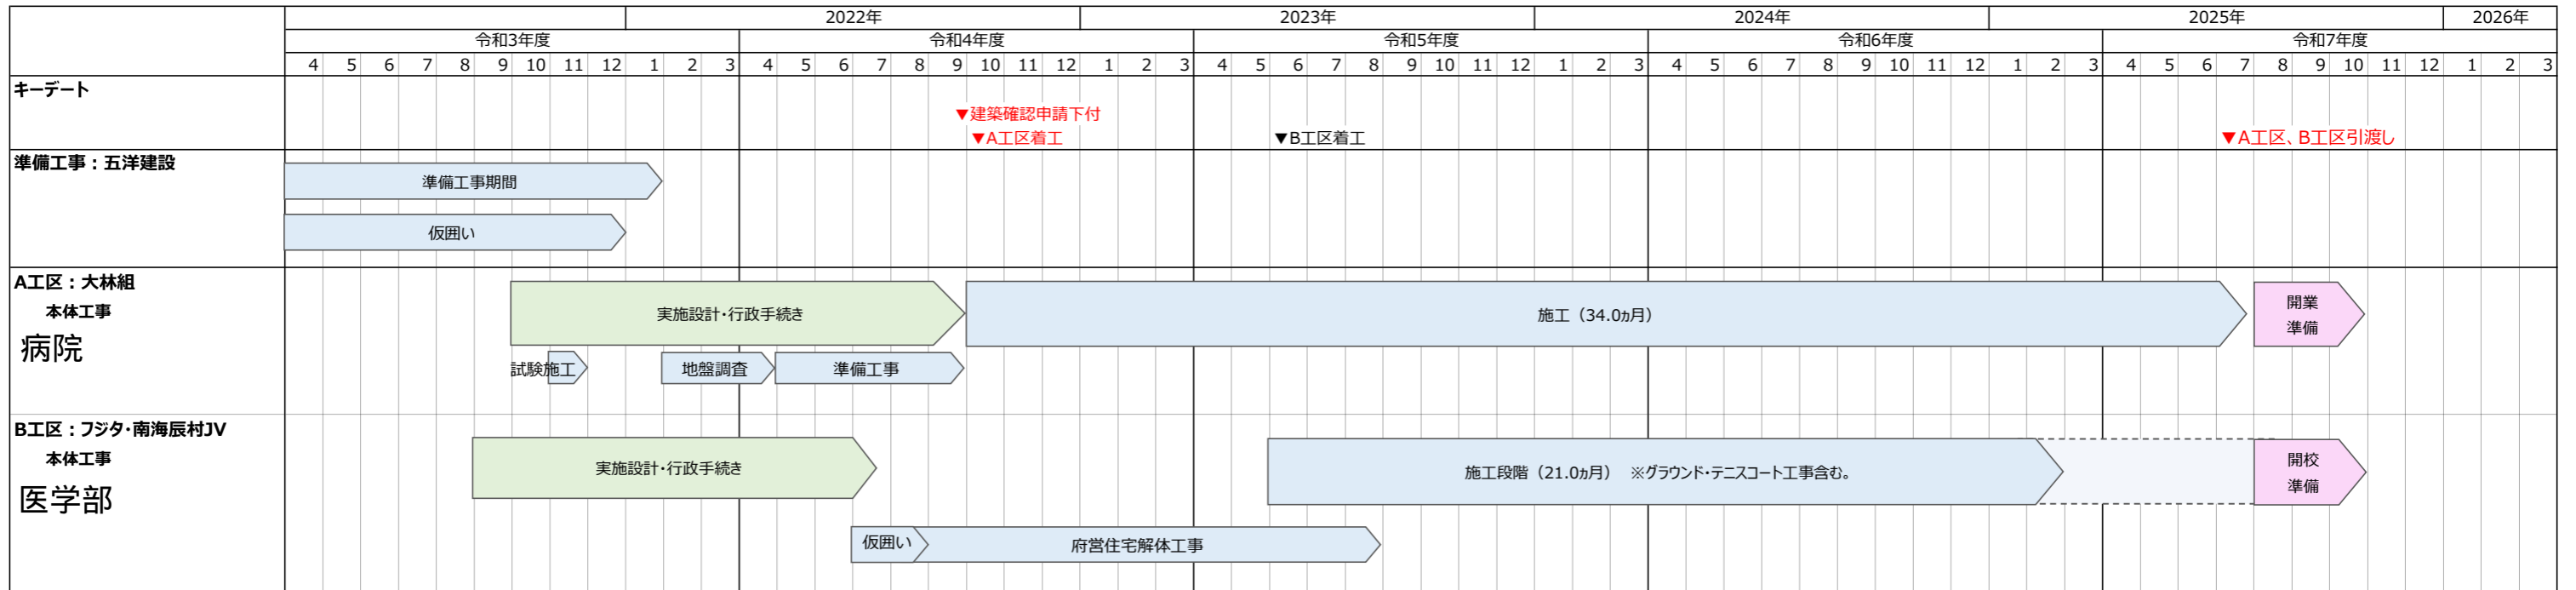 2022年 2023年 2024年 2025年 2026年
令和3年度 令和4年度 令和5年度 令和6年度 令和7年度
4 5 6 7 8 9 10 11 12 1 2 3 4 5 6 7 8 9 10 11 12 1 2 3 4 5 6 7 8 9 10 11 12 1 2 3 4 5 6 7 8 9 10 11 12 1 2 3 4 5 6 7 8 9 10 11 12 1 2 3
キーデート
▼建築確認申請下付
▼A工区着工 ▼B工区着工 ▼A工区、B工区引渡し
準備工事：五洋建設
準備工事期間
仮囲い
A工区：大林組
本体工事
病院
実施設計・行政手続き
施工（34.0ヵ月）
開業
準備
試験施工 地盤調査 準備工事
B工区：フジタ・南海辰村JV
本体工事
医学部
実施設計・行政手続き
施工段階（21.0ヵ月） ※グラウンド・テニスコート工事含む。
開校
準備
仮囲い 府営住宅解体工事